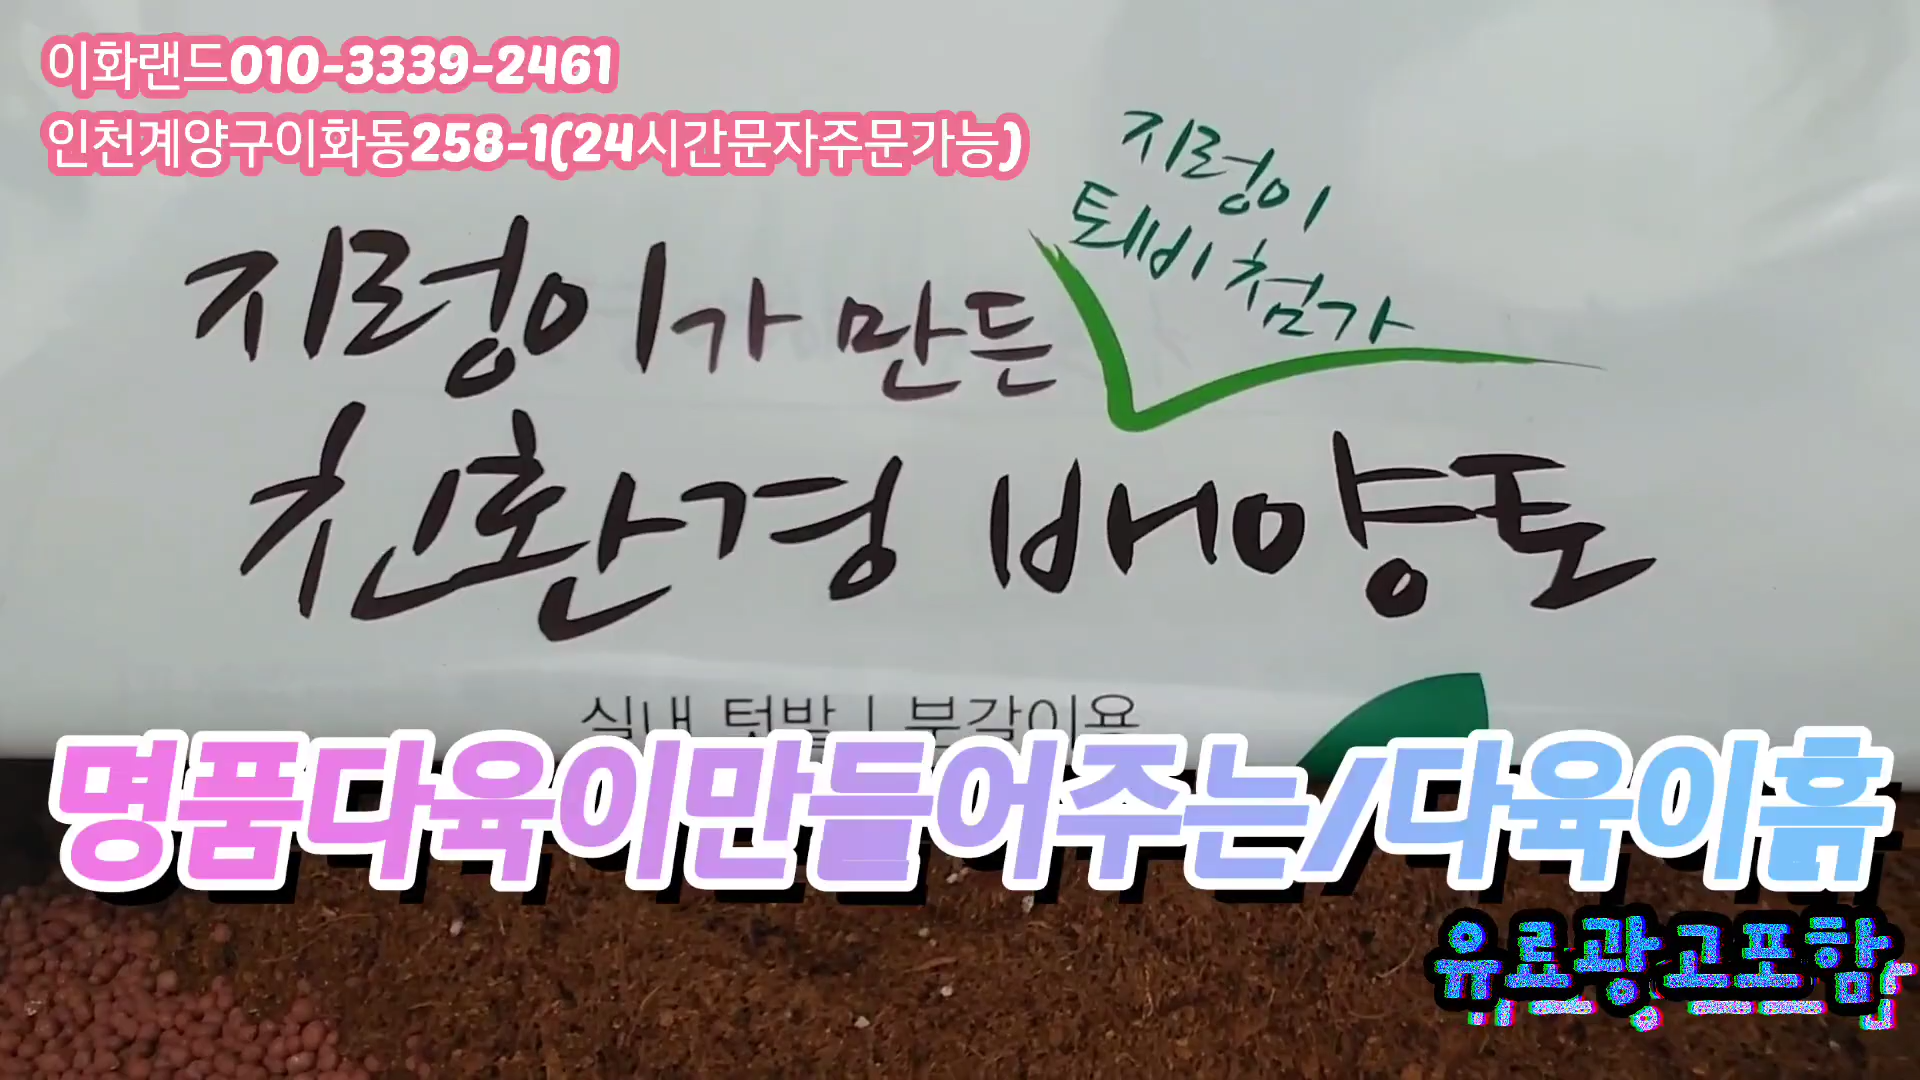 이화랜드010-3339-2461
인천계양구이화동258-1(24시간문자주문가능)
지렁이
퇴비 첨가
지렁이가 만든
친환경 배양토
실내 텃밭 | 분갈이용
명품다육이만들어주는/다육이흙
유료광고포함